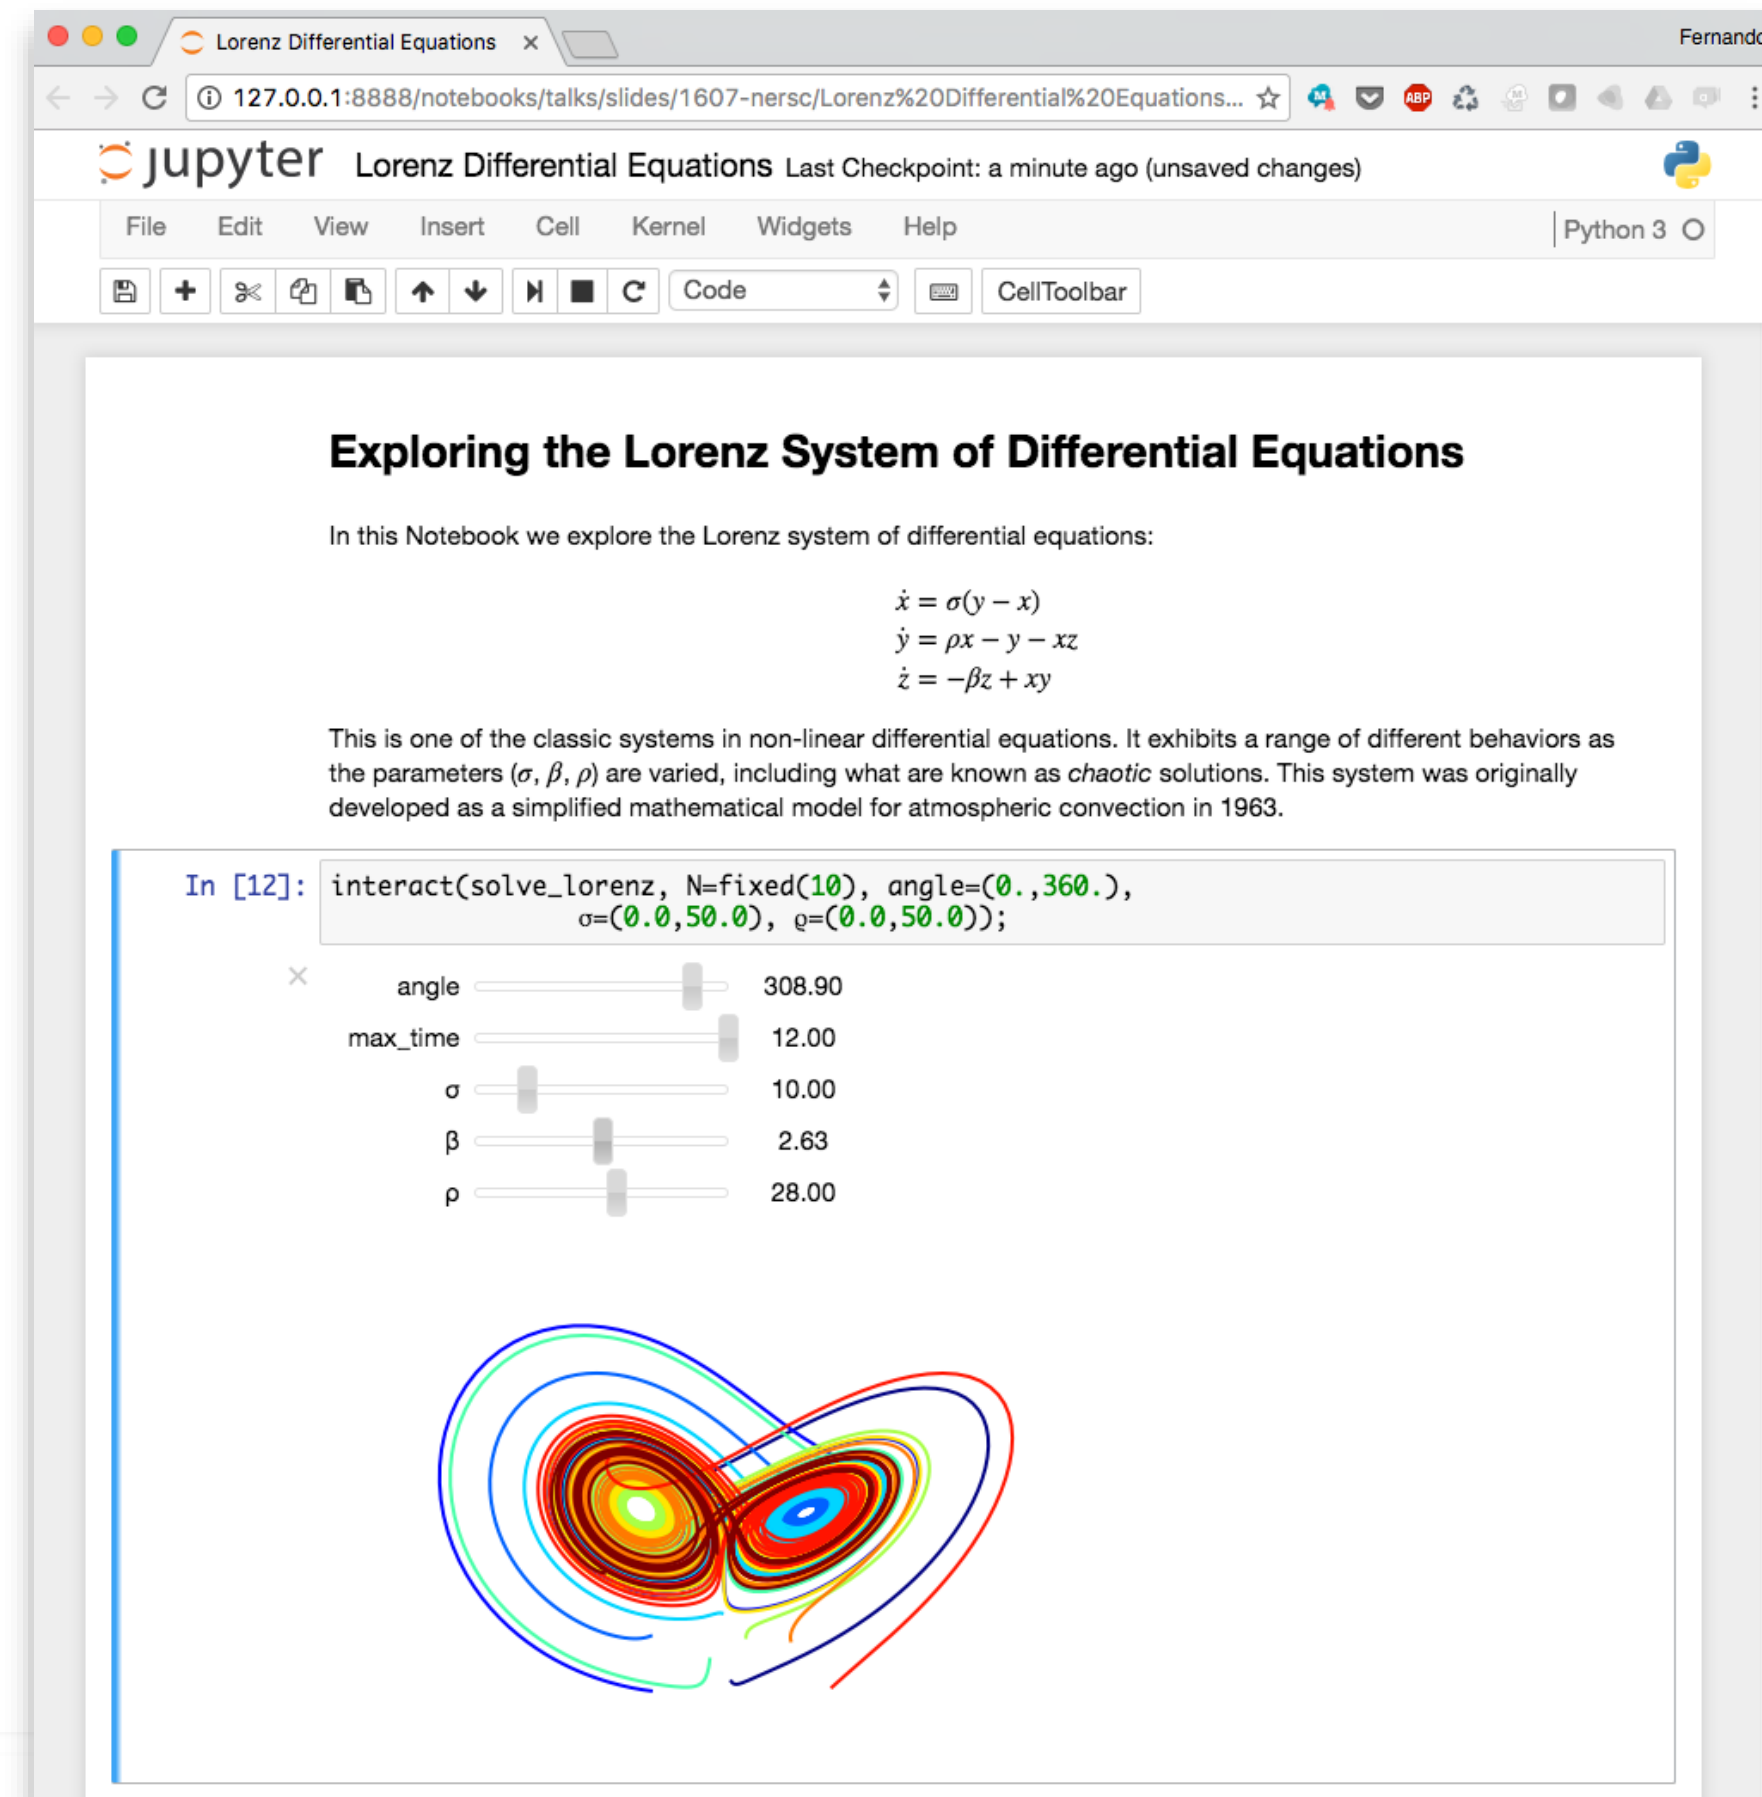 Lorenz Differential Equations
Fernando
127.0.0.1:8888/notebooks/talks/slides/1607-nersc/Lorenz%20Differential%20Equations...
ABP
jupyter Lorenz Differential Equations Last Checkpoint: a minute ago (unsaved changes)
File Edit View Insert Cell Kernel Widgets Help Python 3
Code CellToolbar
Exploring the Lorenz System of Differential Equations
In this Notebook we explore the Lorenz system of differential equations:
ẋ = σ(y − x)
ẏ = ρx − y − xz
ż = −βz + xy
This is one of the classic systems in non-linear differential equations. It exhibits a range of different behaviors as
the parameters (σ, β, ρ) are varied, including what are known as chaotic solutions. This system was originally
developed as a simplified mathematical model for atmospheric convection in 1963.
In [12]: interact(solve_lorenz, N=fixed(10), angle=(0.,360.),
σ=(0.0,50.0), ϱ=(0.0,50.0));
angle 308.90
max_time 12.00
σ 10.00
β 2.63
ρ 28.00